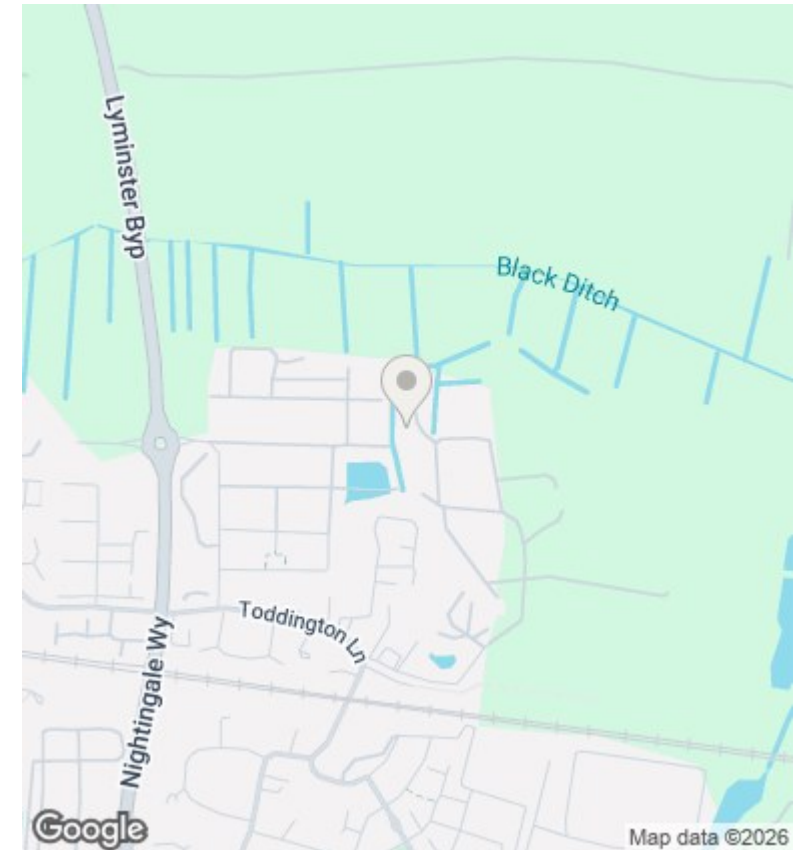 Lyminster Byp
Black Ditch
Toddington Ln
Nightingale Wy
Google
Map data ©2026